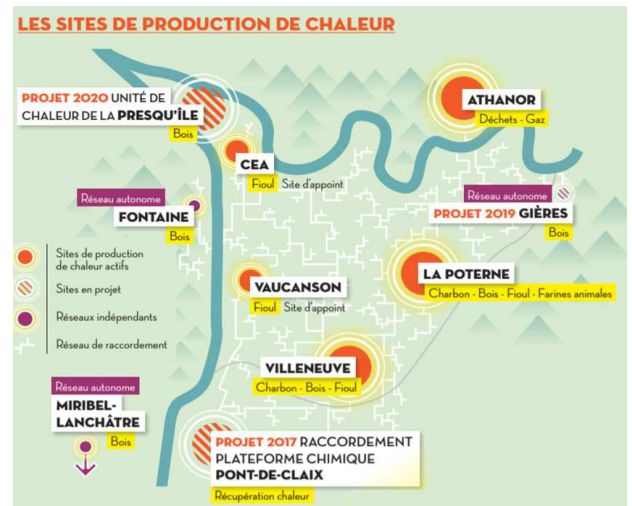 LES SITES DE PRODUCTION DE CHALEUR
PROJET 2020 UNITÉ DE
CHALEUR DE LA PRESQU'ÎLE
Bois
ATHANOR
Déchets - Gaz
CEA
Fioul Site d'appoint
Réseau autonome
FONTAINE
Bois
Réseau autonome
PROJET 2019 GIÈRES
Bois
Sites de production
de chaleur actifs
Sites en projet
Réseaux indépendants
Réseau de raccordement
VAUCANSON
Fioul Site d'appoint
LA POTERNE
Charbon - Bois - Fioul - Farines animales
VILLENEUVE
Charbon - Bois - Fioul
Réseau autonome
MIRIBEL-
LANCHÂTRE
Bois
PROJET 2017 RACCORDEMENT
PLATEFORME CHIMIQUE
PONT-DE-CLAIX
Récupération chaleur